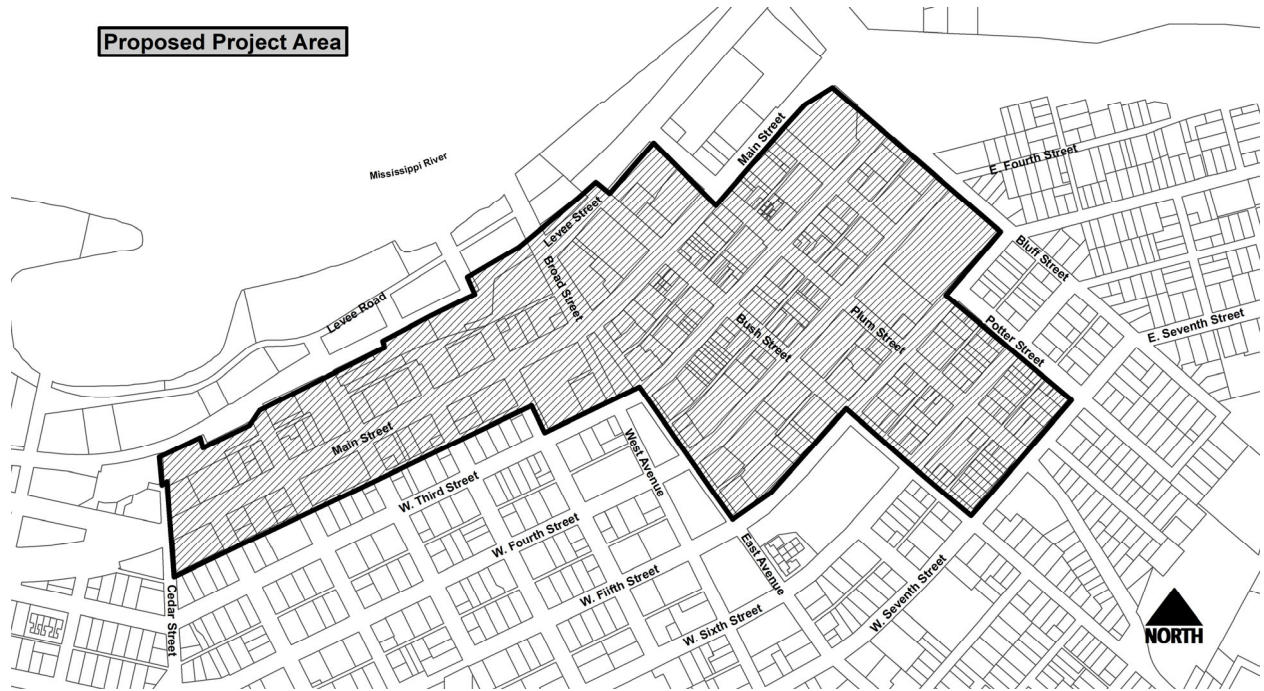 Proposed Project Area
Main Street
Mississippi River
E. Fourth Street
Levee Street
Bluff Street
Broad Street
Levee Road
Potter Street
Plum Street
Bush Street
E. Seventh Street
Main Street
West Avenue
W. Third Street
W. Fourth Street
East Avenue
W. Fiifth Street
W. Seventh Street
Cedar Street
W. Sixth Street
NORTH